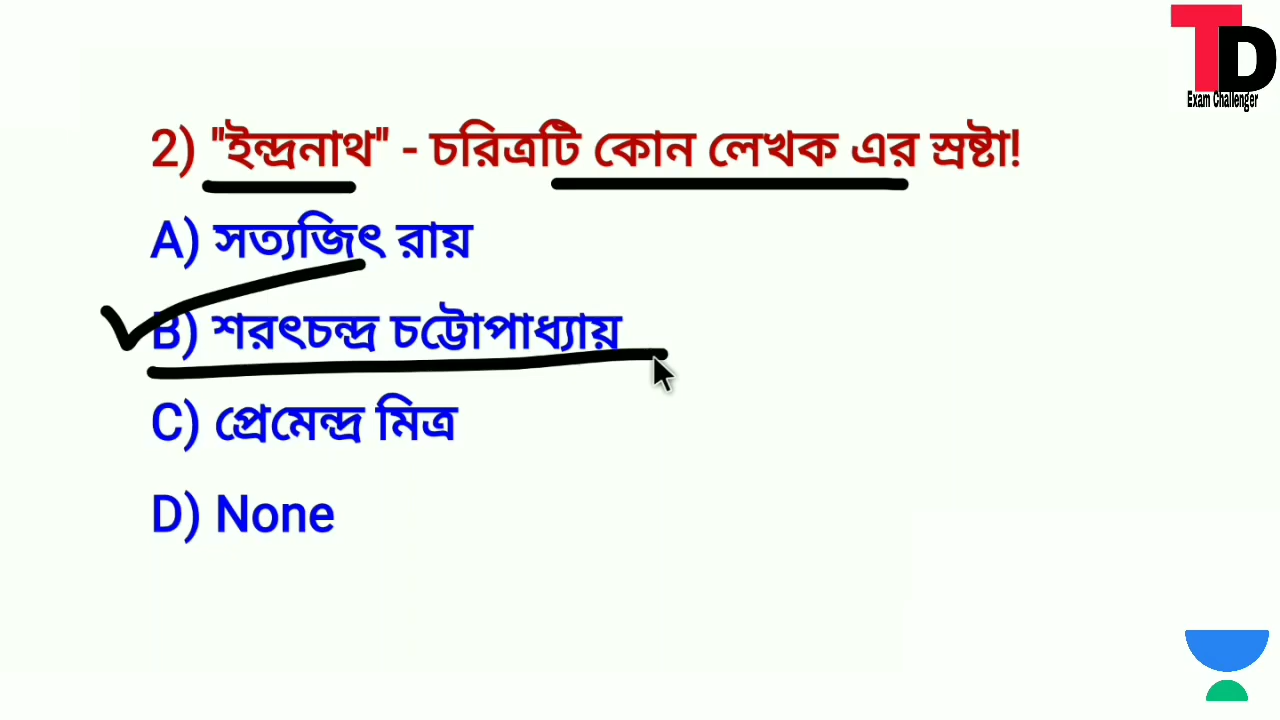 TD
Exam Challenger
2) "ইন্দ্রনাথ" - চরিত্রটি কোন লেখক এর স্রষ্টা!
A) সত্যজিৎ রায়
B) শরৎচন্দ্র চট্টোপাধ্যায়
C) প্রেমেন্দ্র মিত্র
D) None